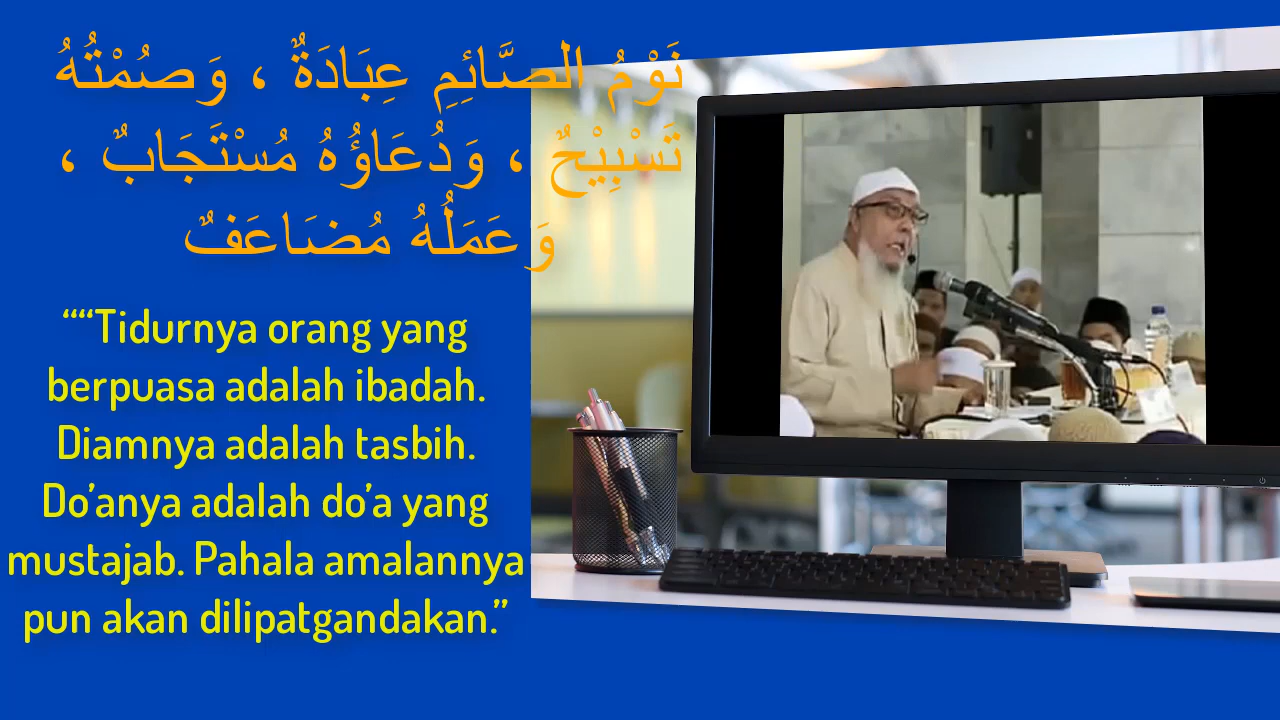 نَوْمُ الصَّائِمِ عِبَادَةٌ ، وَصُمْتُهُ
تَسْبِيْحٌ ، وَدُعَاؤُهُ مُسْتَجَابٌ ،
وَعَمَلُهُ مُضَاعَفٌ
““Tidurnya orang yang
berpuasa adalah ibadah.
Diamnya adalah tasbih.
Do’anya adalah do’a yang
mustajab. Pahala amalannya
pun akan dilipatgandakan.”